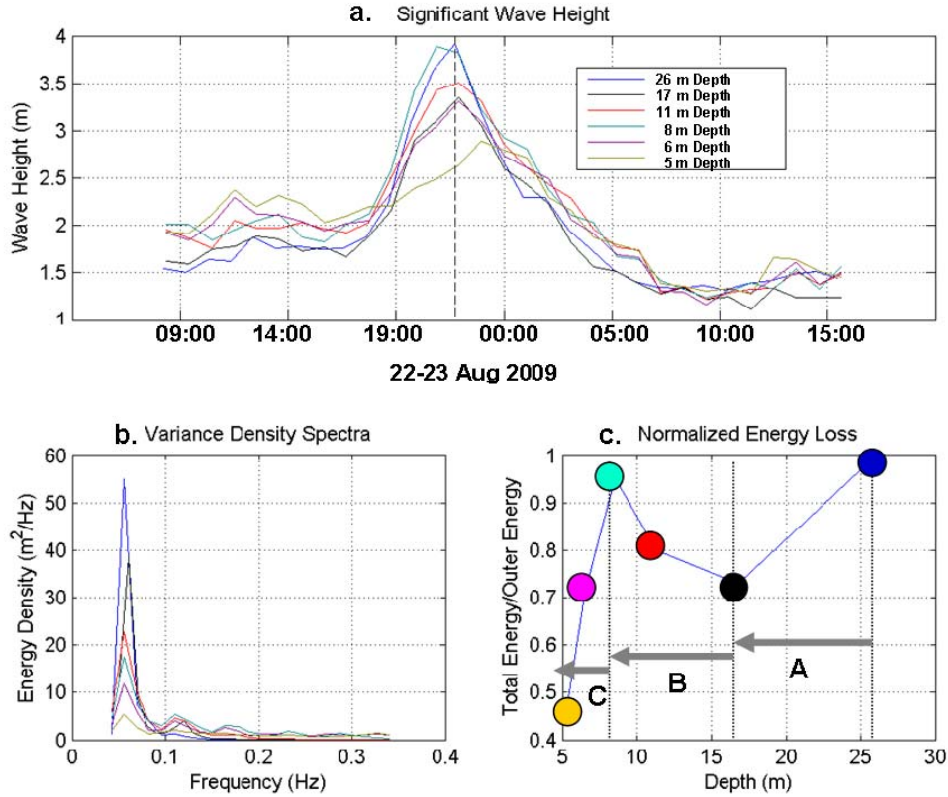 a. Significant Wave Height
Wave Height (m)
4
3.5
3
2.5
2
1.5
1
26 m Depth
17 m Depth
11 m Depth
8 m Depth
6 m Depth
5 m Depth
09:00 14:00 19:00 00:00 05:00 10:00 15:00
22-23 Aug 2009
b. Variance Density Spectra
Energy Density (m²/Hz)
60
50
40
30
20
10
0
0 0.1 0.2 0.3 0.4
Frequency (Hz)
c. Normalized Energy Loss
Total Energy/Outer Energy
1
0.9
0.8
0.7
0.6
0.5
0.4
C B A
5 10 15 20 25 30
Depth (m)